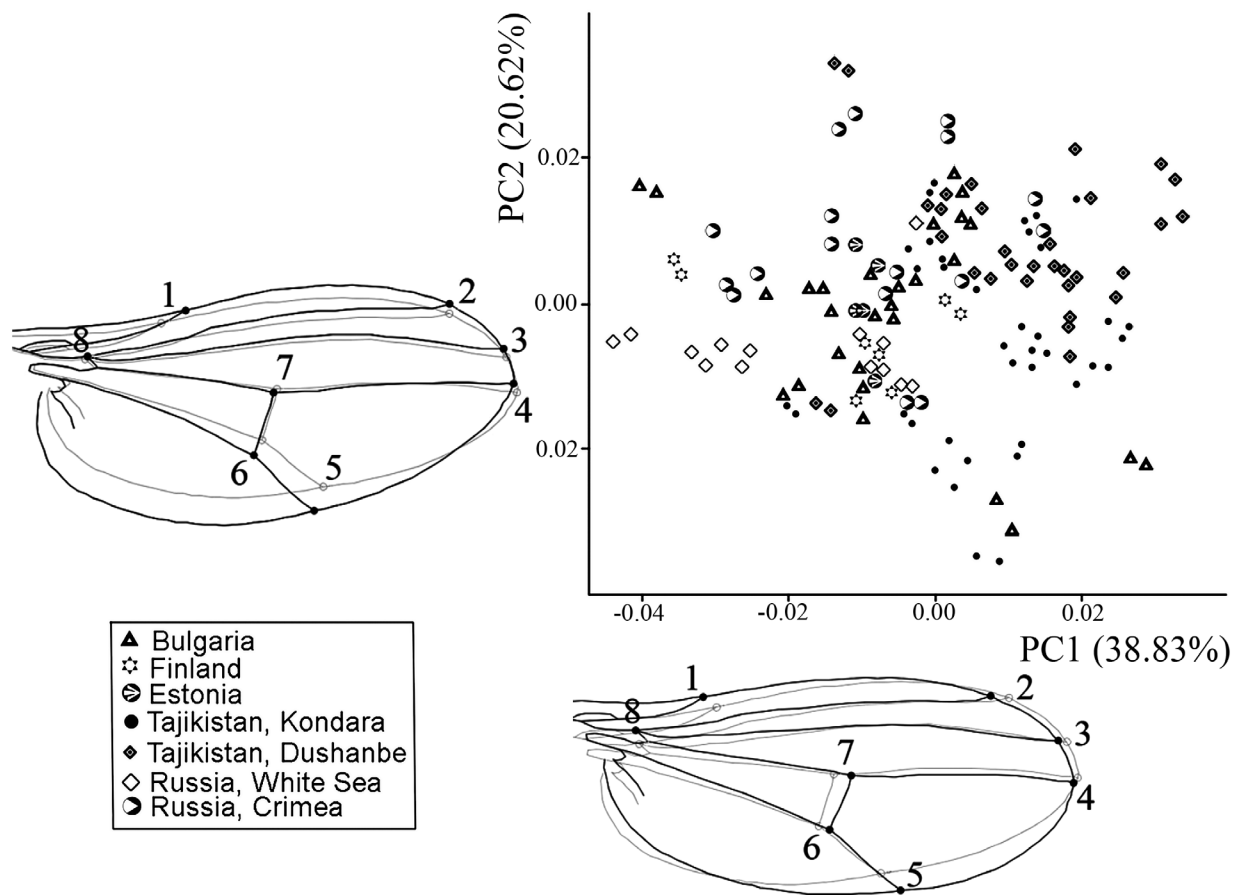 PC2 (20.62%)
0.02
0.00
0.02
-0.04
-0.02
0.00
0.02
PC1 (38.83%)
1
2
3
4
5
6
7
8
Bulgaria
Finland
Estonia
Tajikistan, Kondara
Tajikistan, Dushanbe
Russia, White Sea
Russia, Crimea
1
2
3
4
5
6
7
8